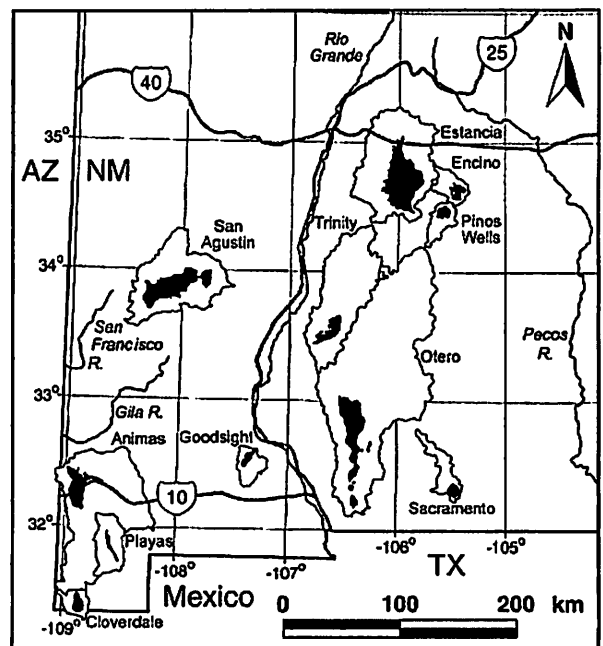 Rio
Grande
25
N
40
35°
Estancia
AZ NM
Encino
San
Agustin
Trinity
Pinos
Wells
34°
San
Francisco
R.
Pecos
R.
Otero
33°
Gila R.
Animas
Goodsight
10
Sacramento
32°
Playas
-108°
-107°
-106°
-105°
TX
Mexico
0 100 200 km
-109°
Cloverdale